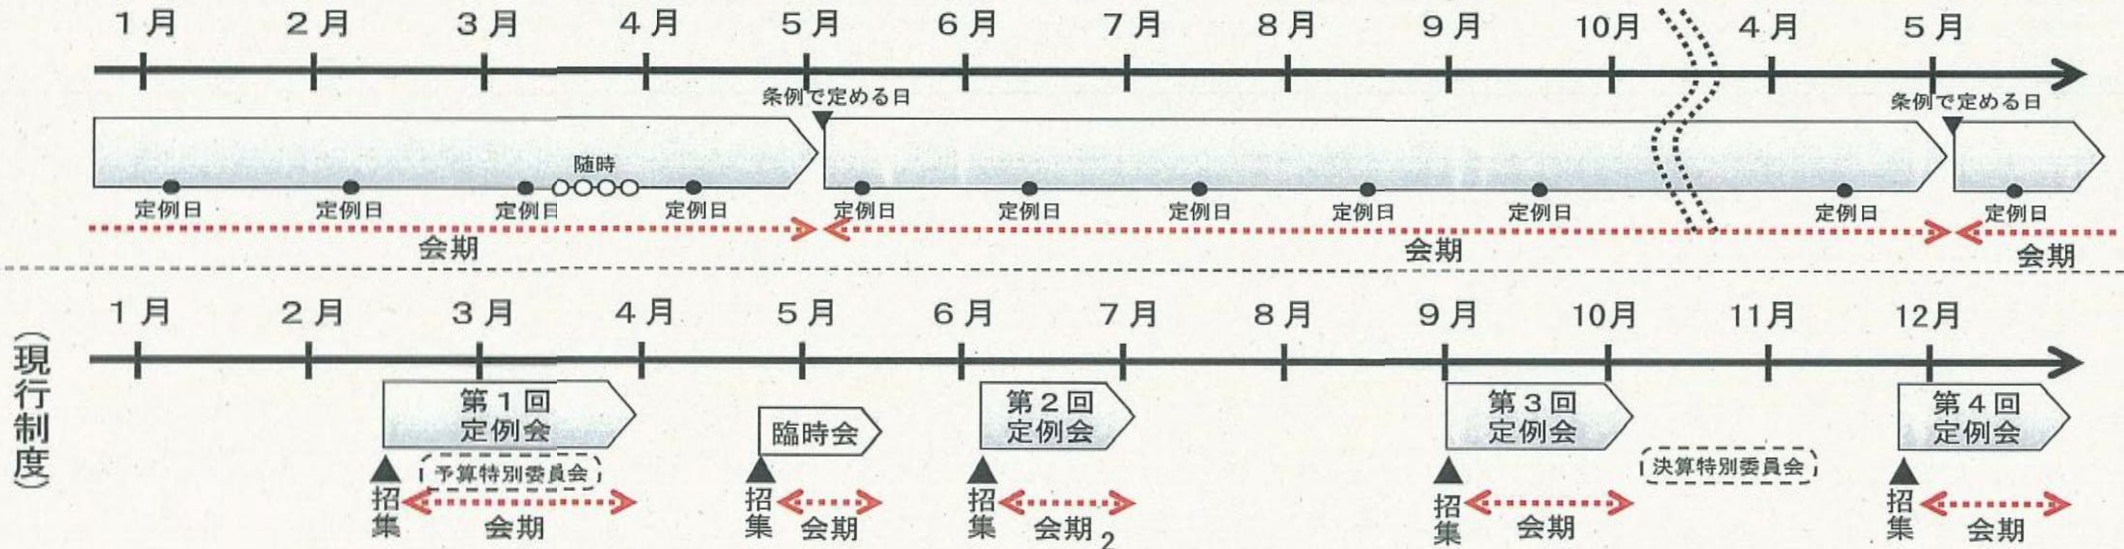 1月 2月 3月 4月 5月 6月 7月 8月 9月 10月 4月 5月
条例で定める日 条例で定める日
随時
定例日 定例日 定例日 定例日 定例日 定例日 定例日 定例日 定例日 定例日 定例日
会期 会期 会期
(現行制度)
1月 2月 3月 4月 5月 6月 7月 8月 9月 10月 11月 12月
第1回 第2回 第3回 第4回
定例会 臨時会 定例会 定例会 定例会
予算特別委員会 決算特別委員会
招集 招集 招集 招集 招集
会期 会期 会期 会期 会期
2